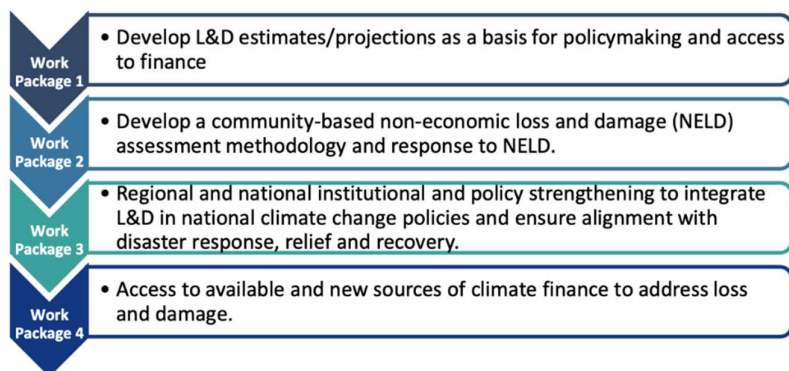 Work
Package 1
• Develop L&D estimates/projections as a basis for policymaking and access
to finance
Work
Package 2
• Develop a community-based non-economic loss and damage (NELD)
assessment methodology and response to NELD.
Work
Package 3
• Regional and national institutional and policy strengthening to integrate
L&D in national climate change policies and ensure alignment with
disaster response, relief and recovery.
Work
Package 4
• Access to available and new sources of climate finance to address loss
and damage.